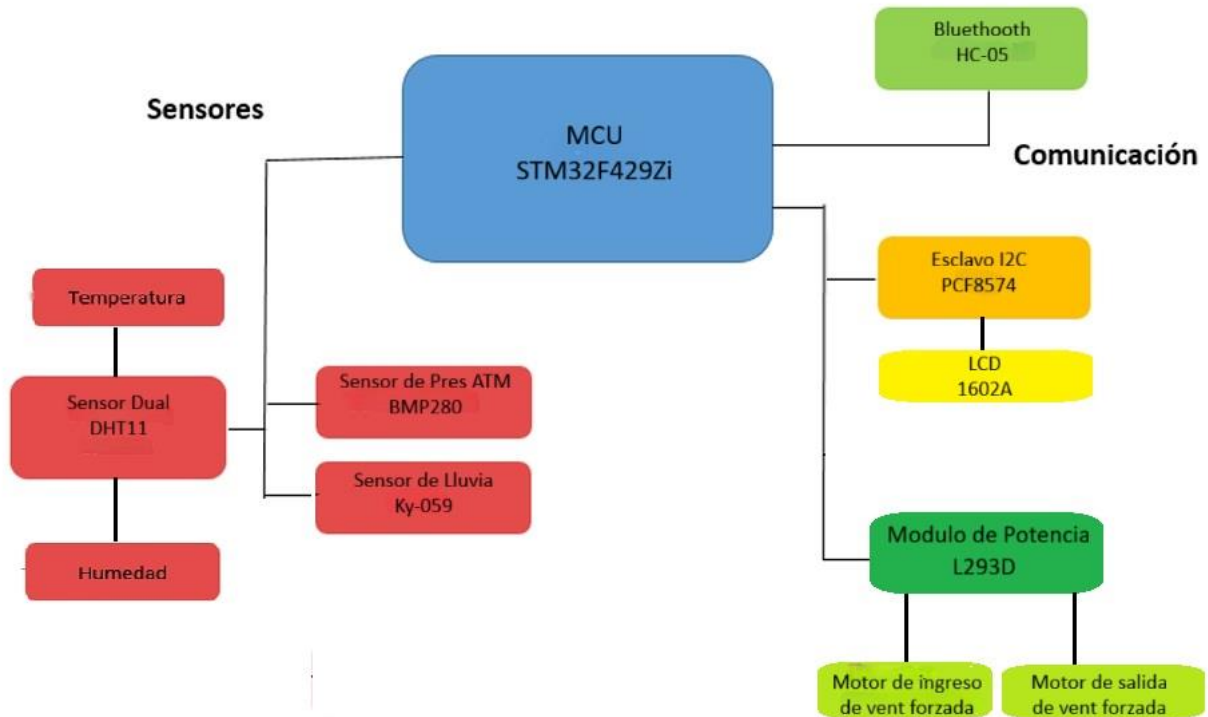 Bluethooth
HC-05
Sensores
MCU
STM32F429Zi
Comunicación
Esclavo I2C
PCF8574
Temperatura
LCD
1602A
Sensor de Pres ATM
BMP280
Sensor Dual
DHT11
Sensor de Lluvia
Ky-059
Modulo de Potencia
L293D
Humedad
Motor de ingreso
de vent forzada
Motor de salida
de vent forzada